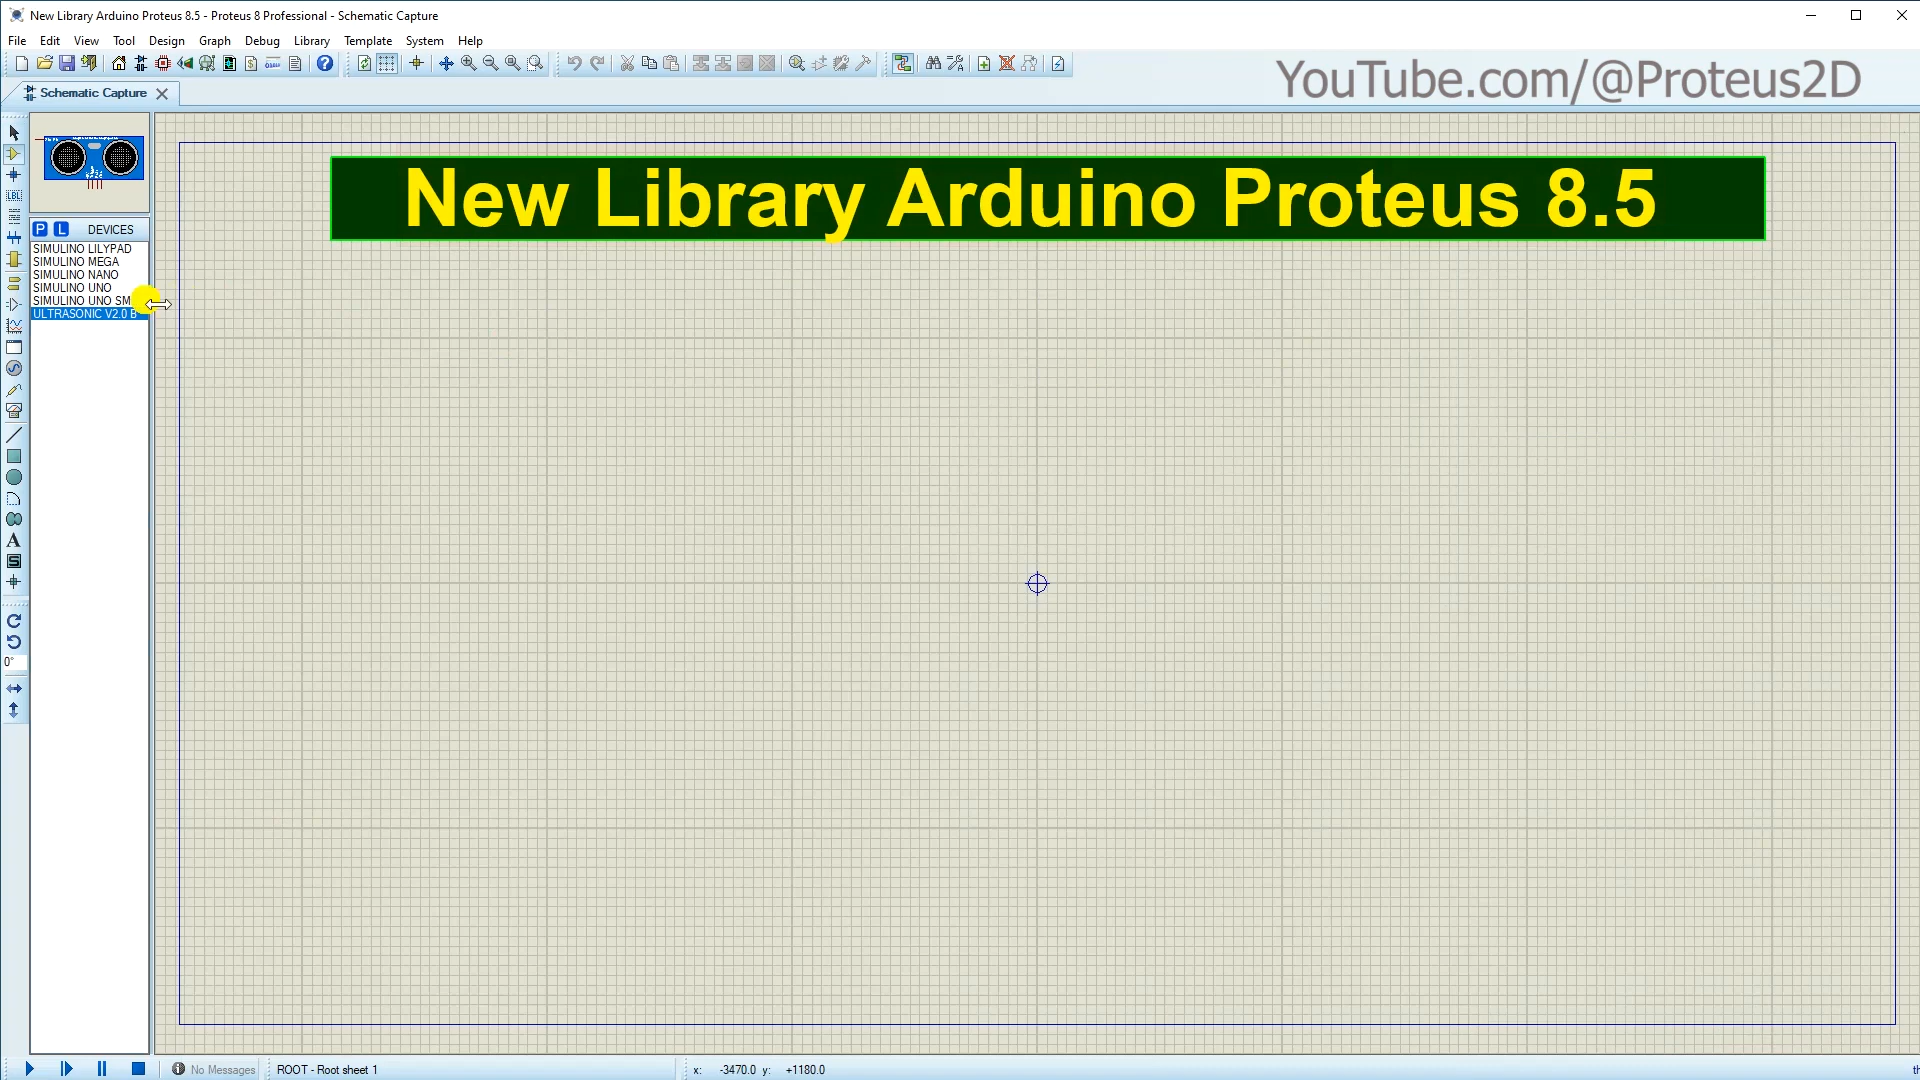 New Library Arduino Proteus 8.5 - Proteus 8 Professional - Schematic Capture
File Edit View Tool Design Graph Debug Library Template System Help
YouTube.com/@Proteus2D
Schematic Capture
New Library Arduino Proteus 8.5
P L DEVICES
SIMULINO LILYPAD
SIMULINO MEGA
SIMULINO NANO
SIMULINO UNO
SIMULINO UNO SM
ULTRASONIC V2.0 B
LBL
A
S
0°
No Messages
ROOT - Root sheet 1
x: -3470.0 y: +1180.0
th